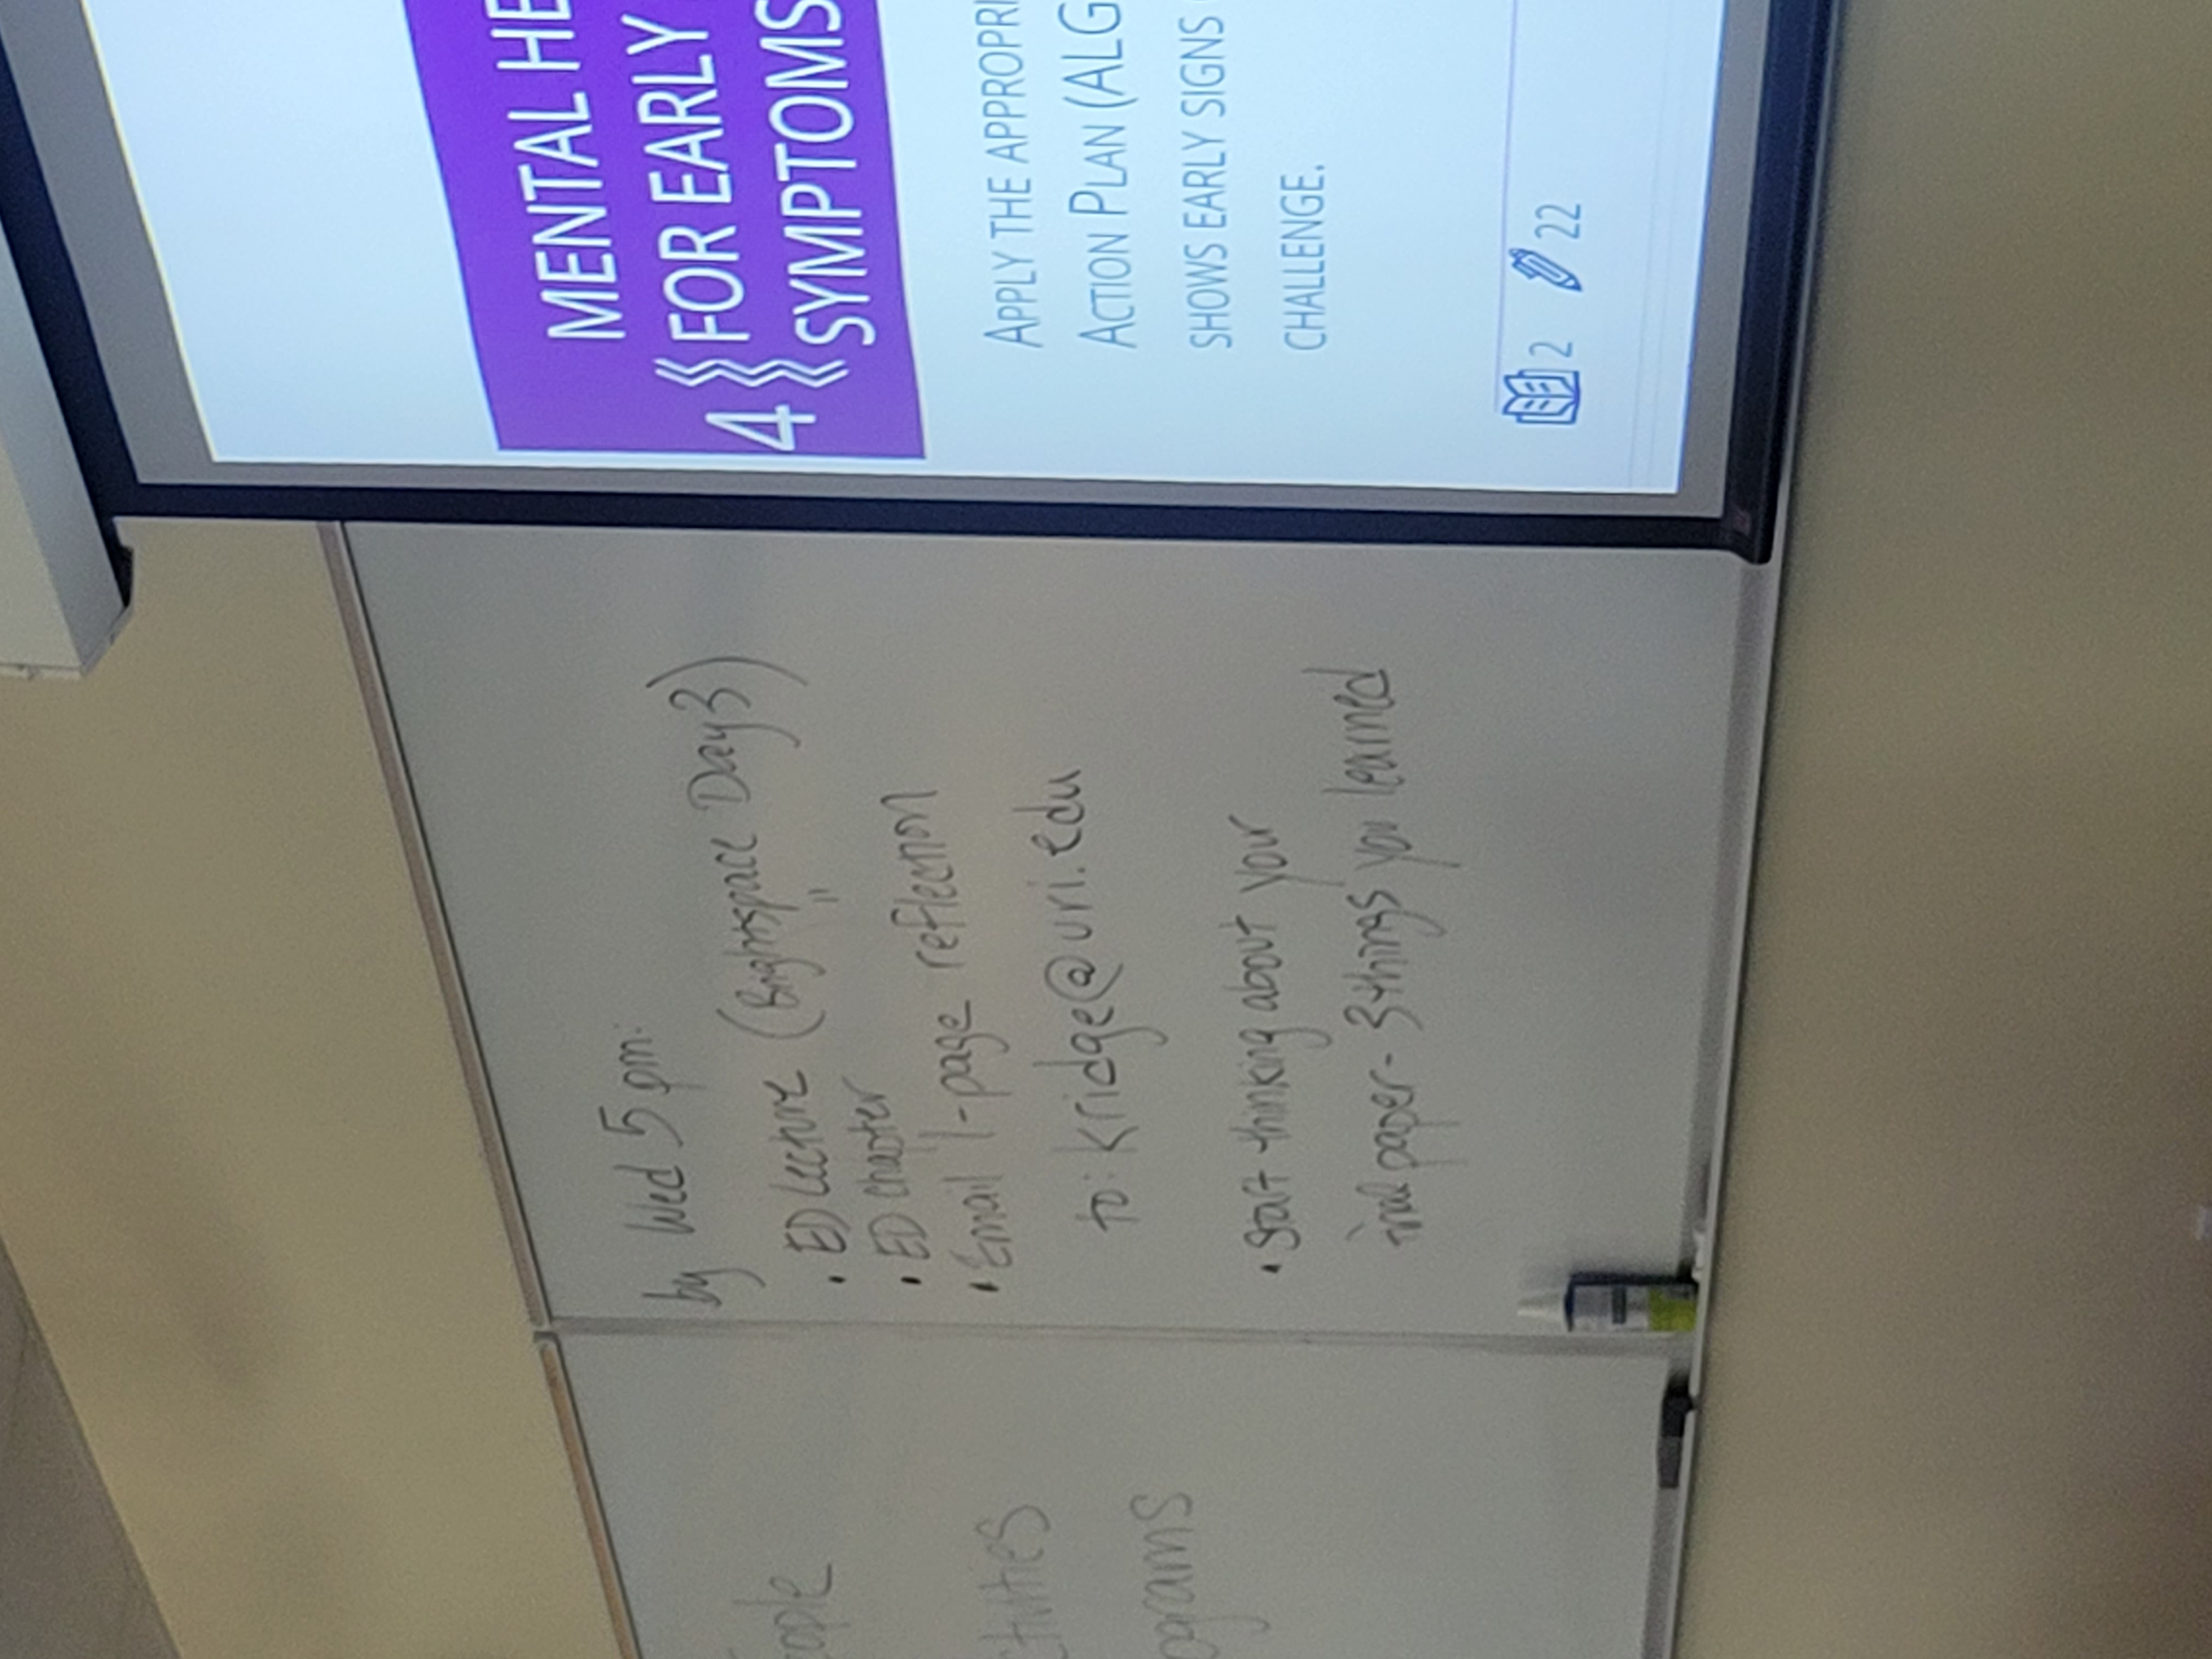 ople
ctivities
ograms
by Wed 5 pm:
• ED Lecture (Brightspace Day 3)
• ED Chapter "
• Email 1-page reflection
to: kridge@uri.edu
• Start thinking about your
final paper - 3 things you learned
4
MENTAL HE
FOR EARLY
SYMPTOMS
APPLY THE APPROPRI
ACTION PLAN (ALG
SHOWS EARLY SIGNS
CHALLENGE.
2 22